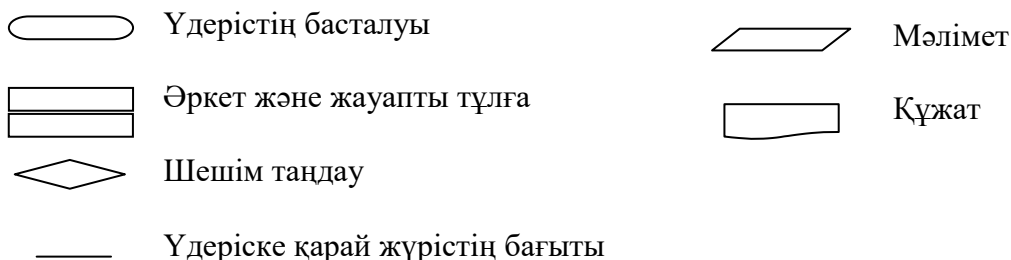 Үдерістің басталуы
Әркет және жауапты тұлға
Шешім таңдау
Үдеріске қарай жүрістің бағыты
Мәлімет
Құжат